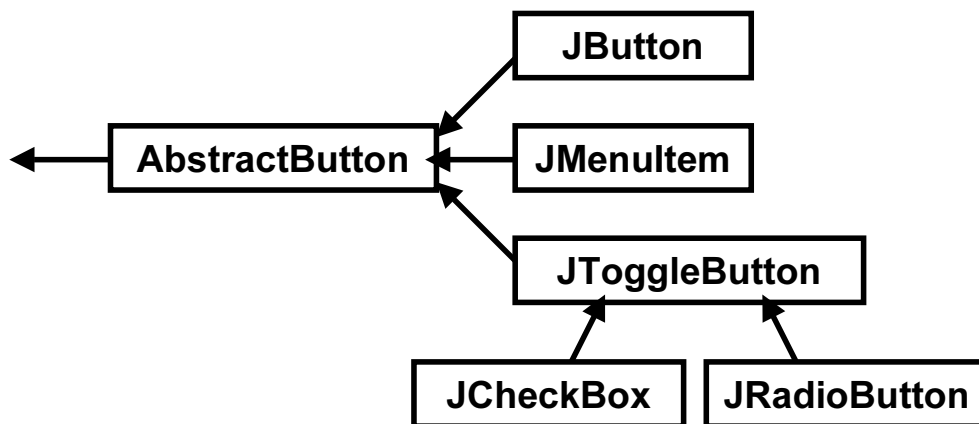 JButton
AbstractButton
JMenuItem
JToggleButton
JCheckBox
JRadioButton